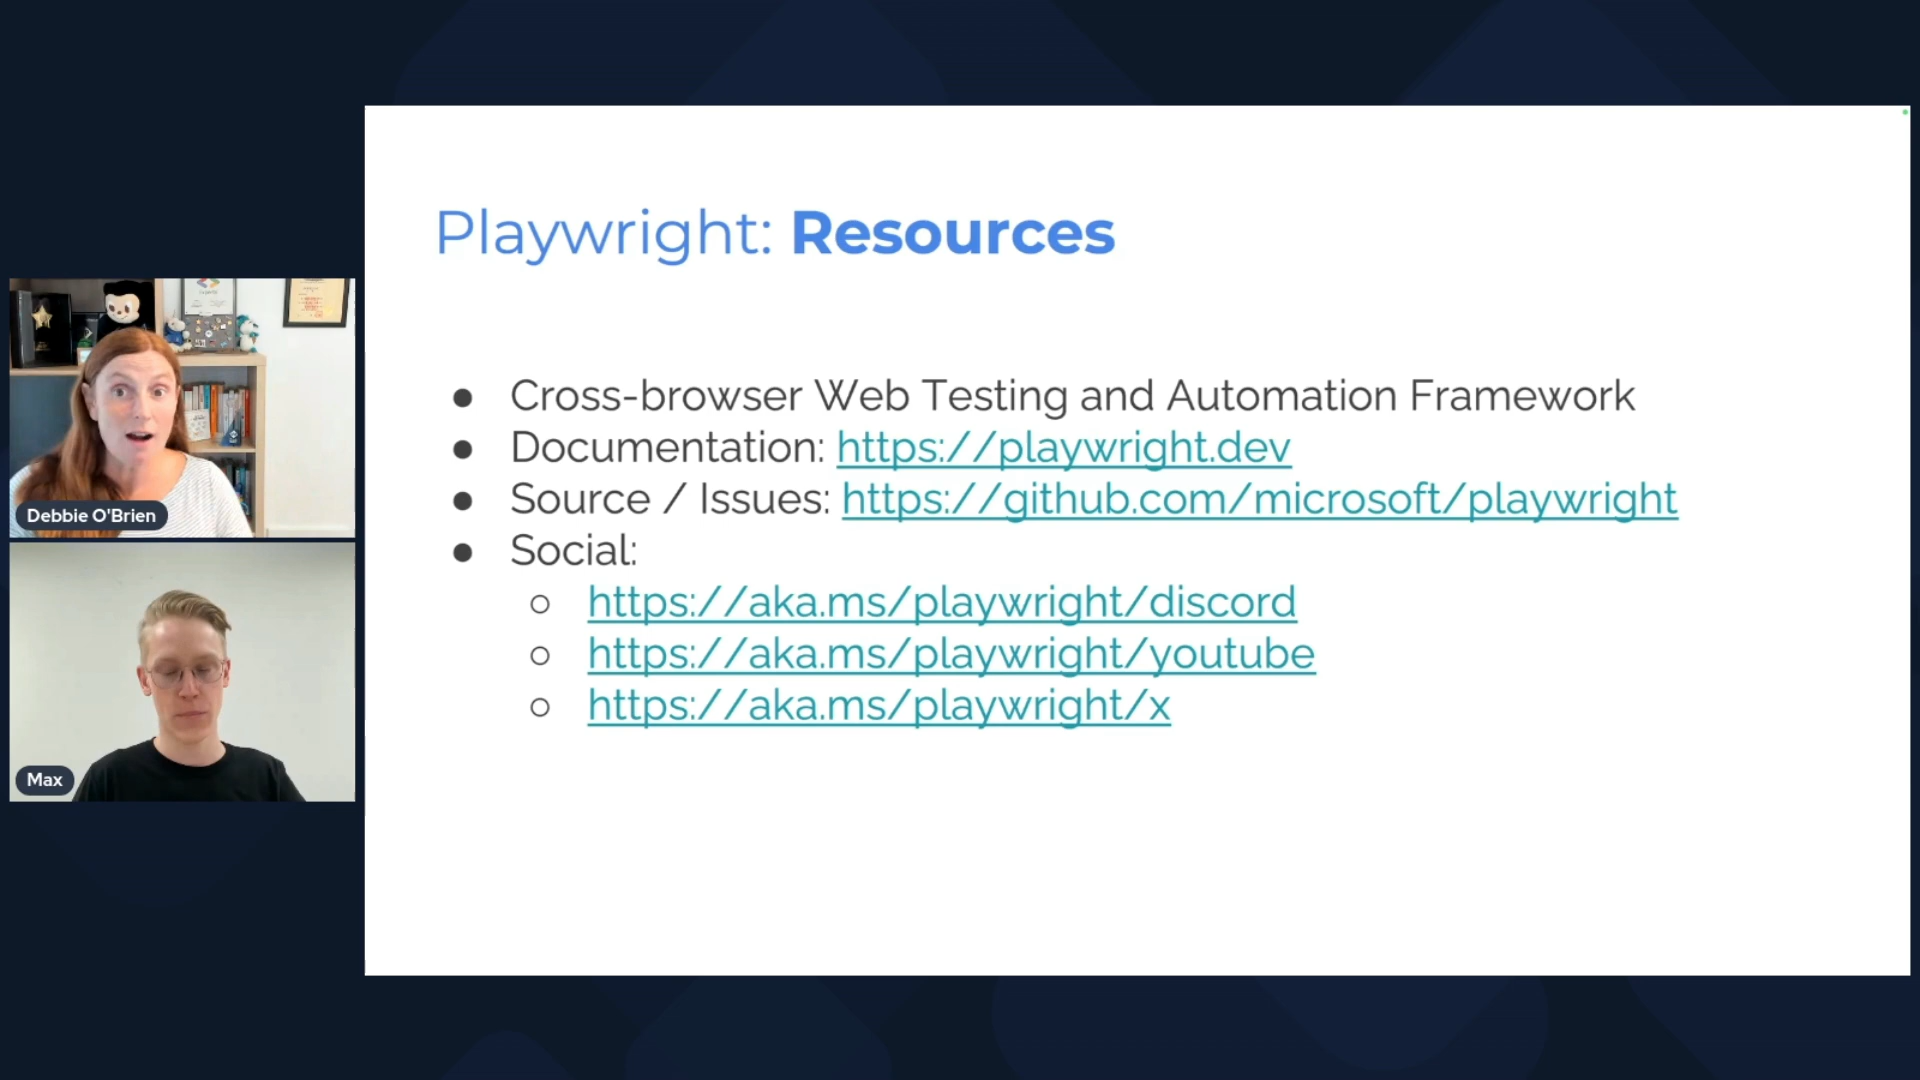 Playwright: Resources
● Cross-browser Web Testing and Automation Framework
● Documentation: https://playwright.dev
● Source / Issues: https://github.com/microsoft/playwright
● Social:
○ https://aka.ms/playwright/discord
○ https://aka.ms/playwright/youtube
○ https://aka.ms/playwright/x
Debbie O'Brien
Max